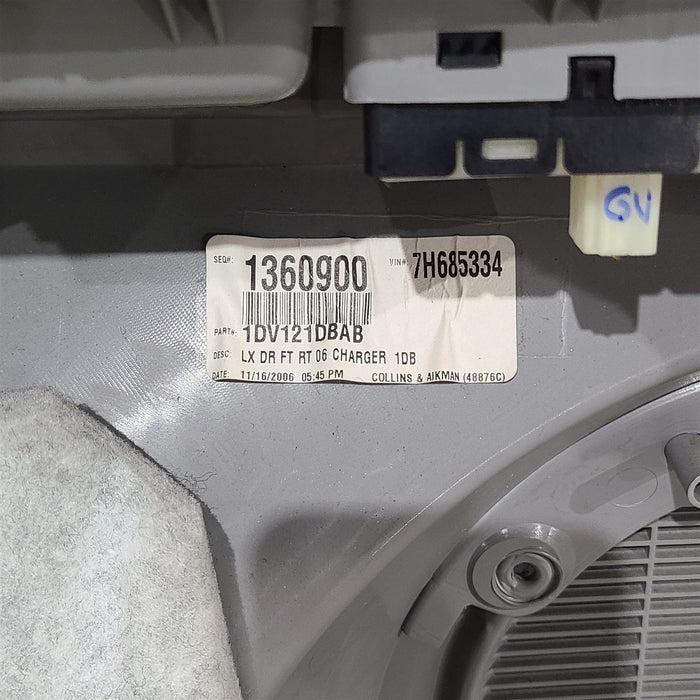 GV
SEQ#: 1360900 VIN#: 7H685334
PART#: 1DV121DBAB
DESC: LX DR FT RT 06 CHARGER 1DB
DATE: 11/16/2006 05:45 PM COLLINS & AIKMAN (48876C)